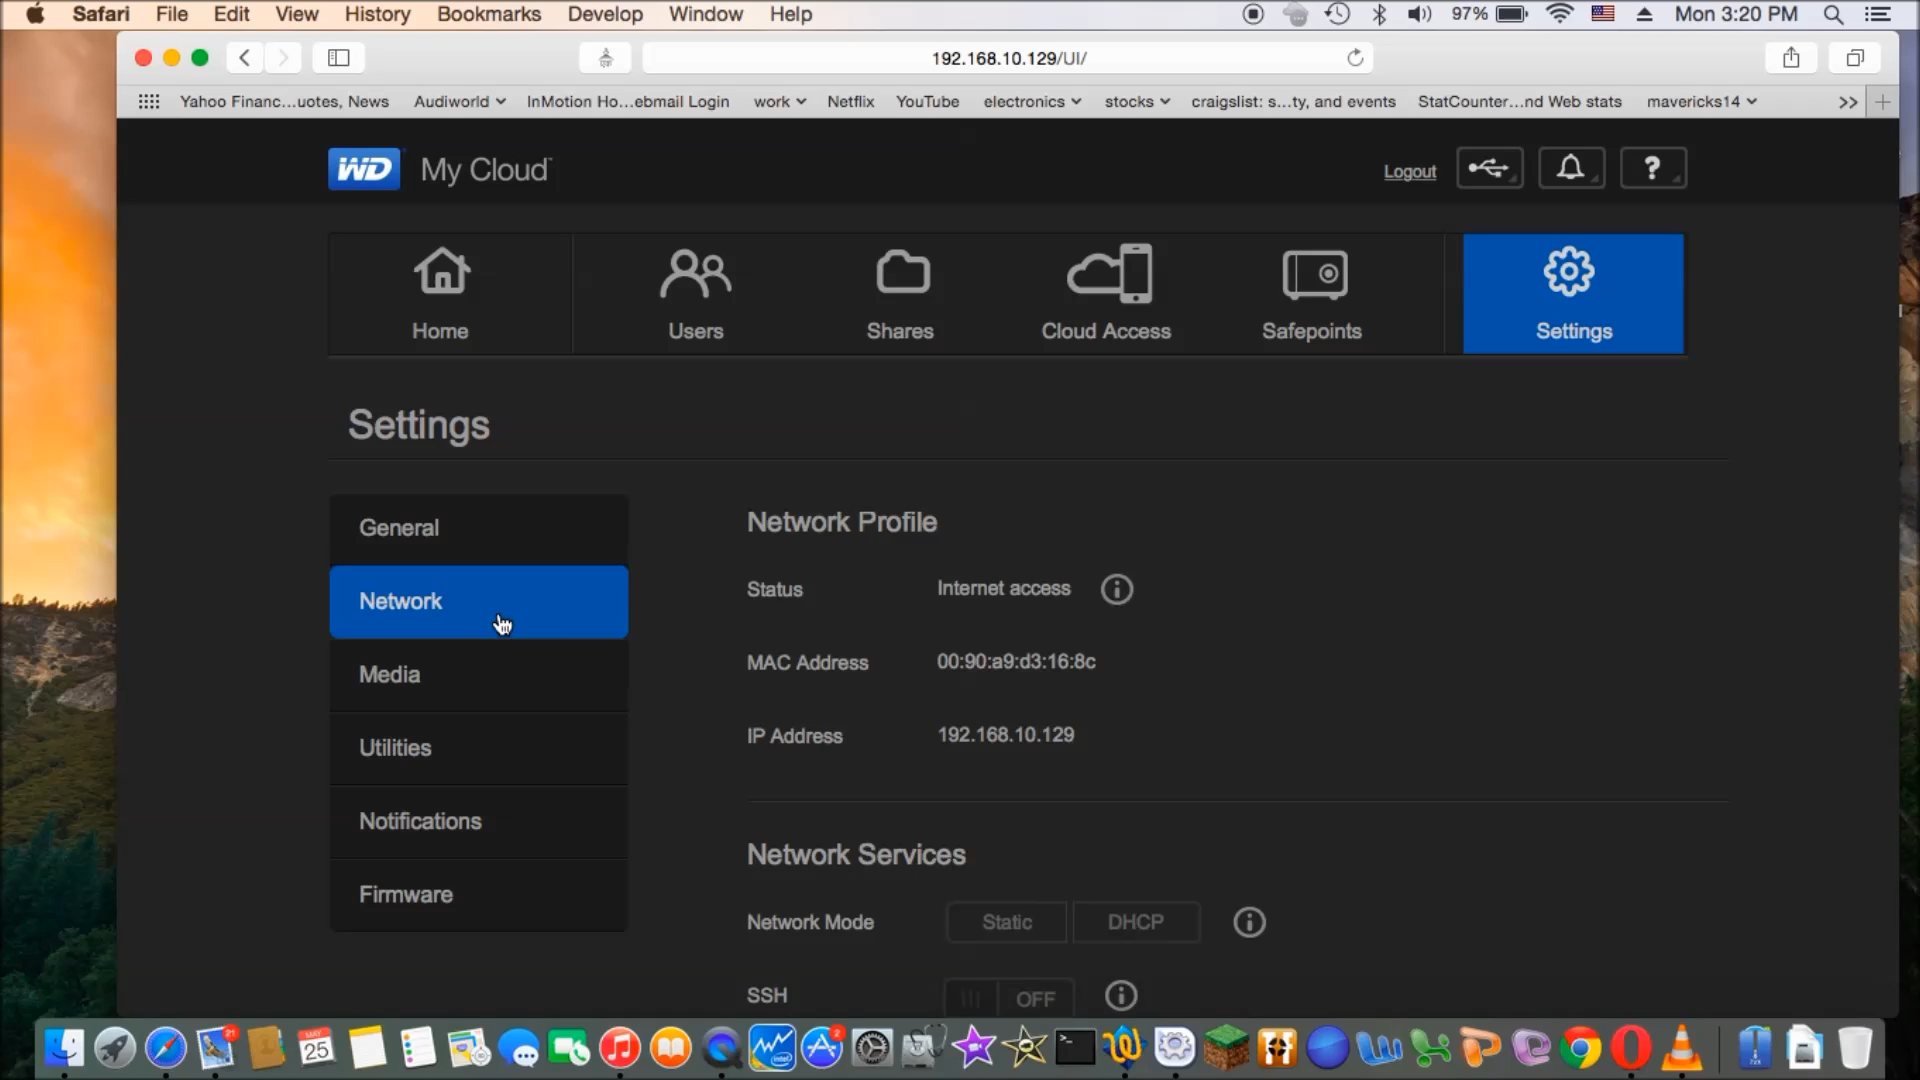 Safari File Edit View History Bookmarks Develop Window Help 97% Mon 3:20 PM
192.168.10.129/UI/
Yahoo Financ...uotes, News Audiworld InMotion Ho...ebmail Login work Netflix YouTube electronics stocks craigslist: s...ty, and events StatCounter...nd Web stats mavericks14 >> +
WD My Cloud Logout ?
Home Users Shares Cloud Access Safepoints Settings
Settings
General
Network
Media
Utilities
Notifications
Firmware
Network Profile
Status Internet access
MAC Address 00:90:a9:d3:16:8c
IP Address 192.168.10.129
Network Services
Network Mode Static DHCP
SSH OFF
21
MAY
25
intel
2